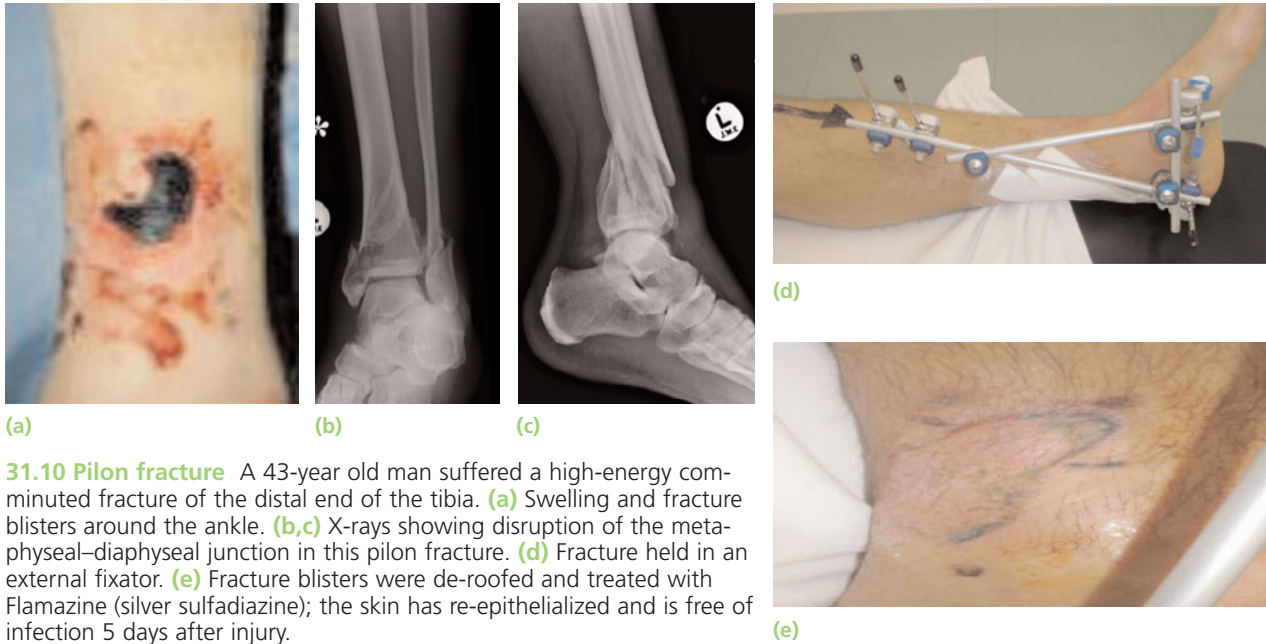 L
J.M.K
(a)
(b)
(c)
(d)
31.10 Pilon fracture A 43-year old man suffered a high-energy com-
minuted fracture of the distal end of the tibia. (a) Swelling and fracture
blisters around the ankle. (b,c) X-rays showing disruption of the meta-
physeal–diaphyseal junction in this pilon fracture. (d) Fracture held in an
external fixator. (e) Fracture blisters were de-roofed and treated with
Flamazine (silver sulfadiazine); the skin has re-epithelialized and is free of
infection 5 days after injury.
(e)